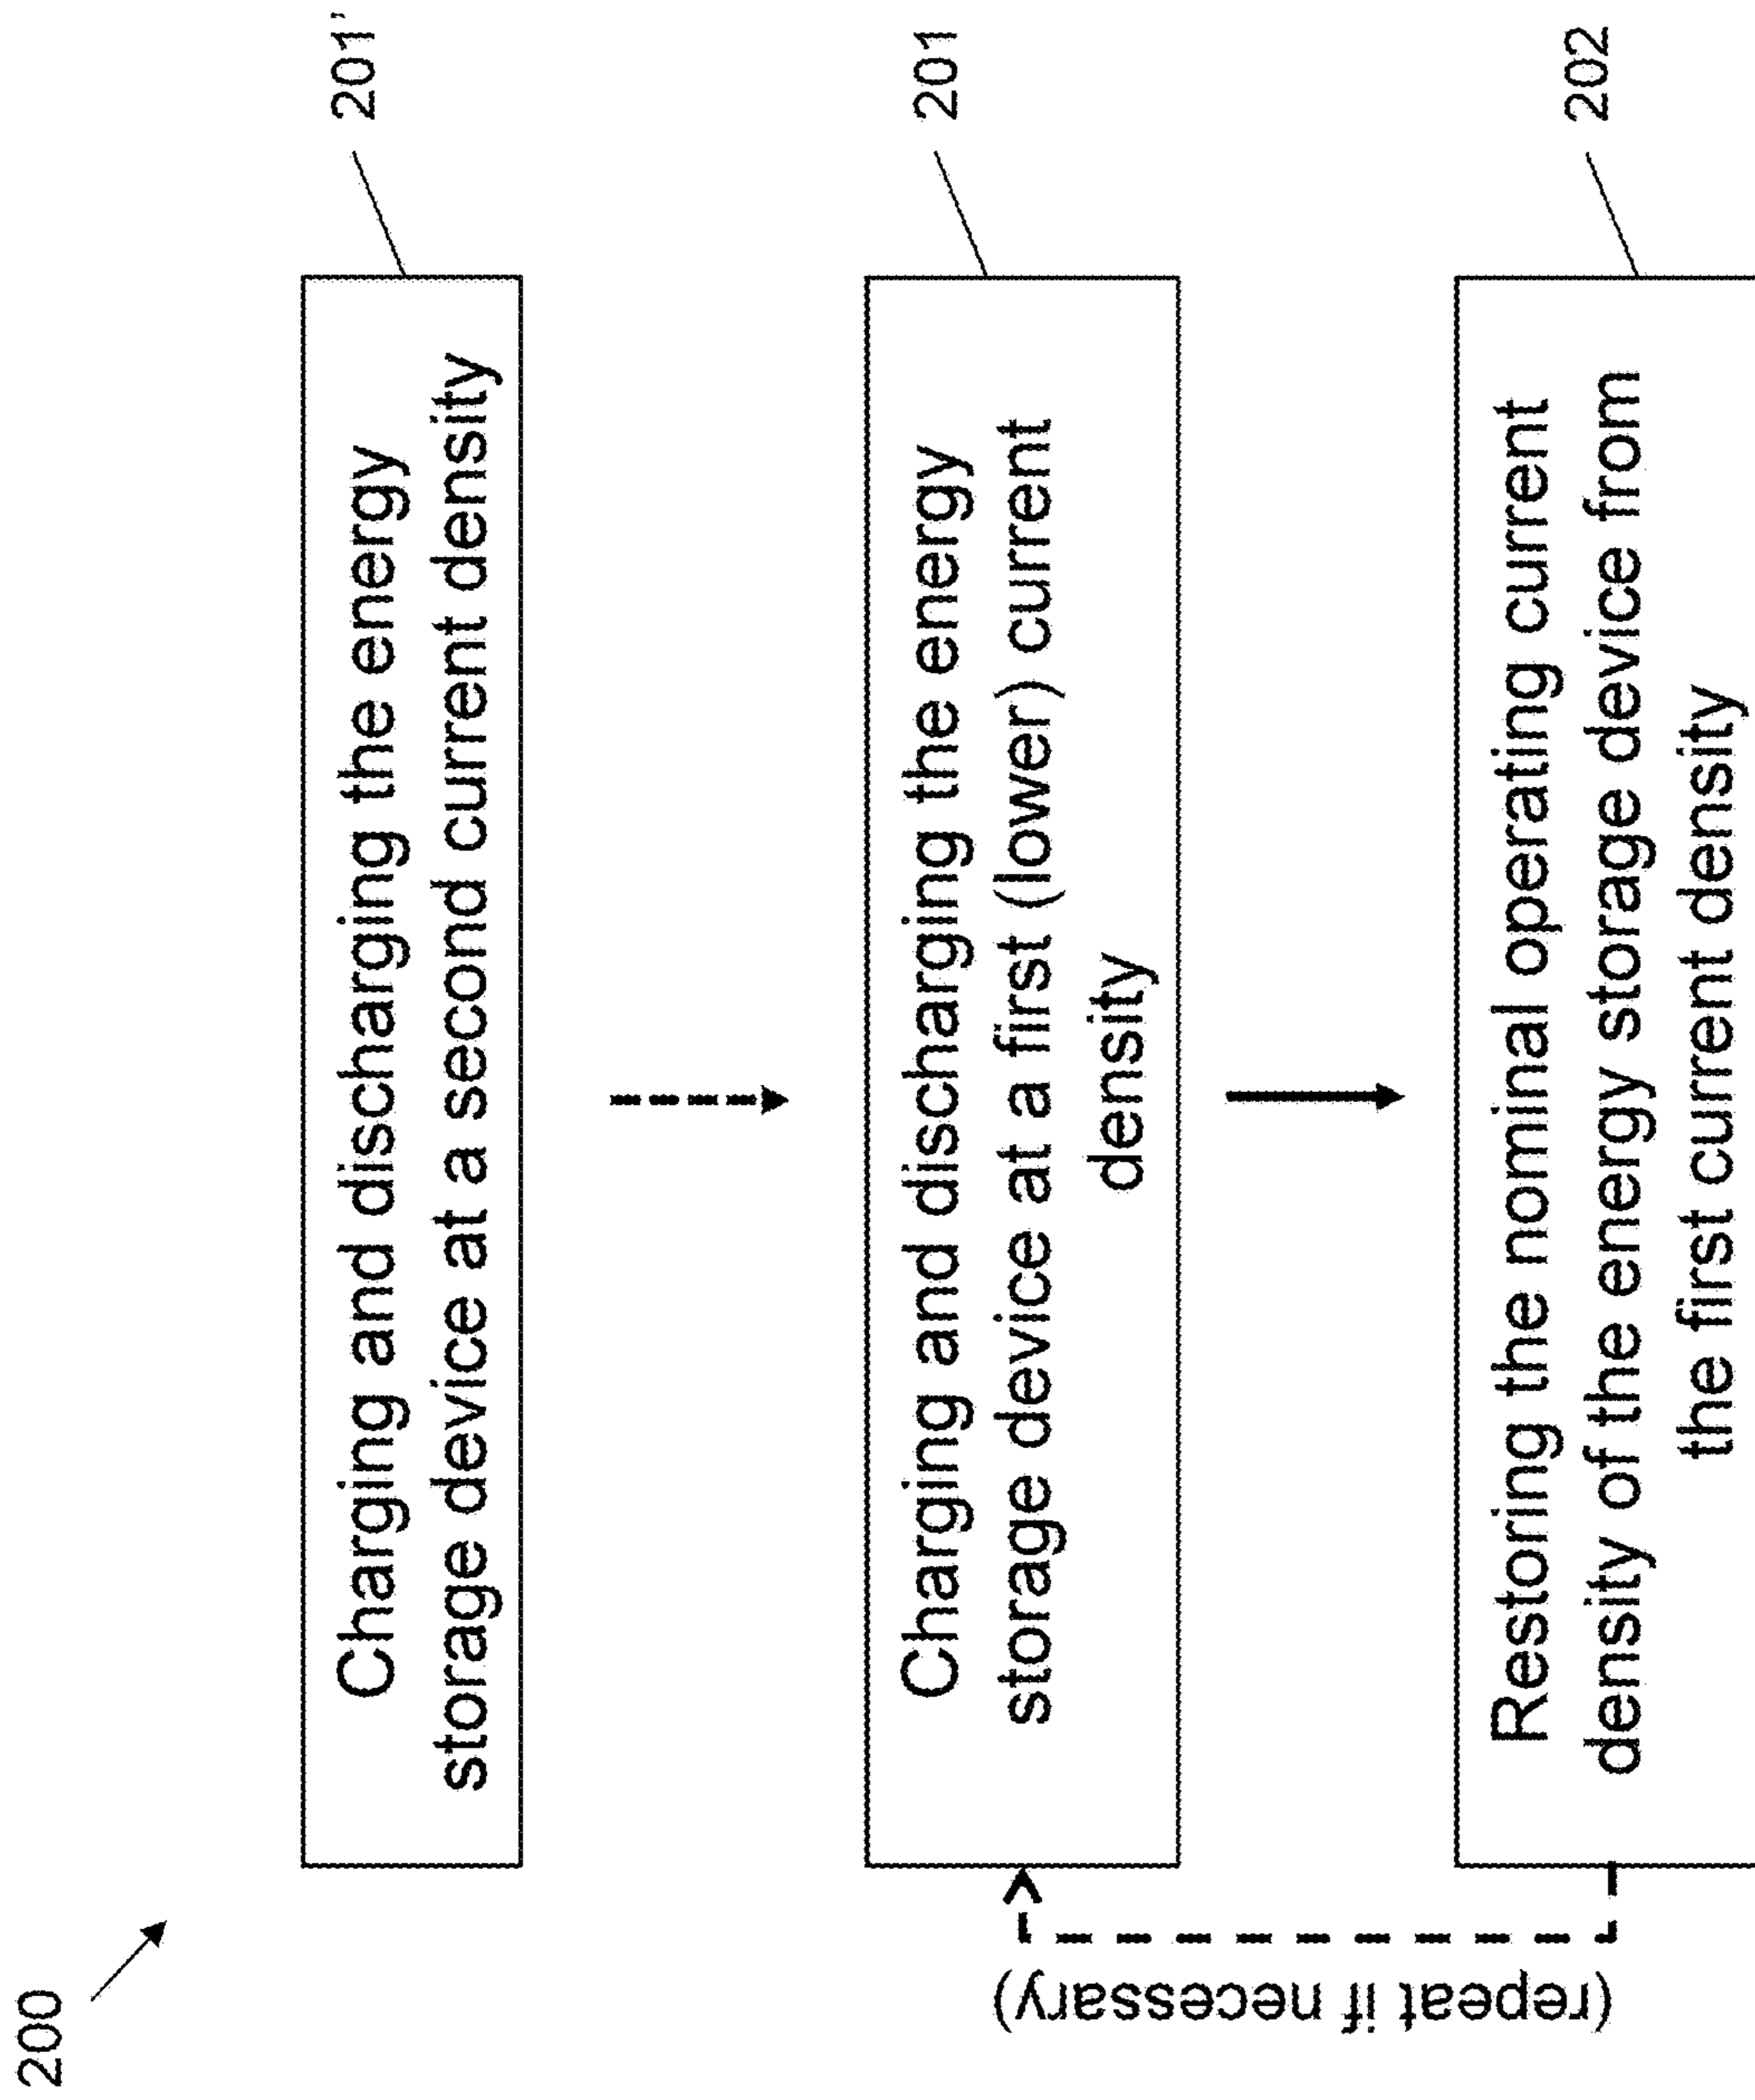 200
Charging and discharging the energy
storage device at a second current density
201'
Charging and discharging the energy
storage device at a first (lower) current
density
201
(repeat if necessary)
Restoring the nominal operating current
density of the energy storage device from
the first current density
202